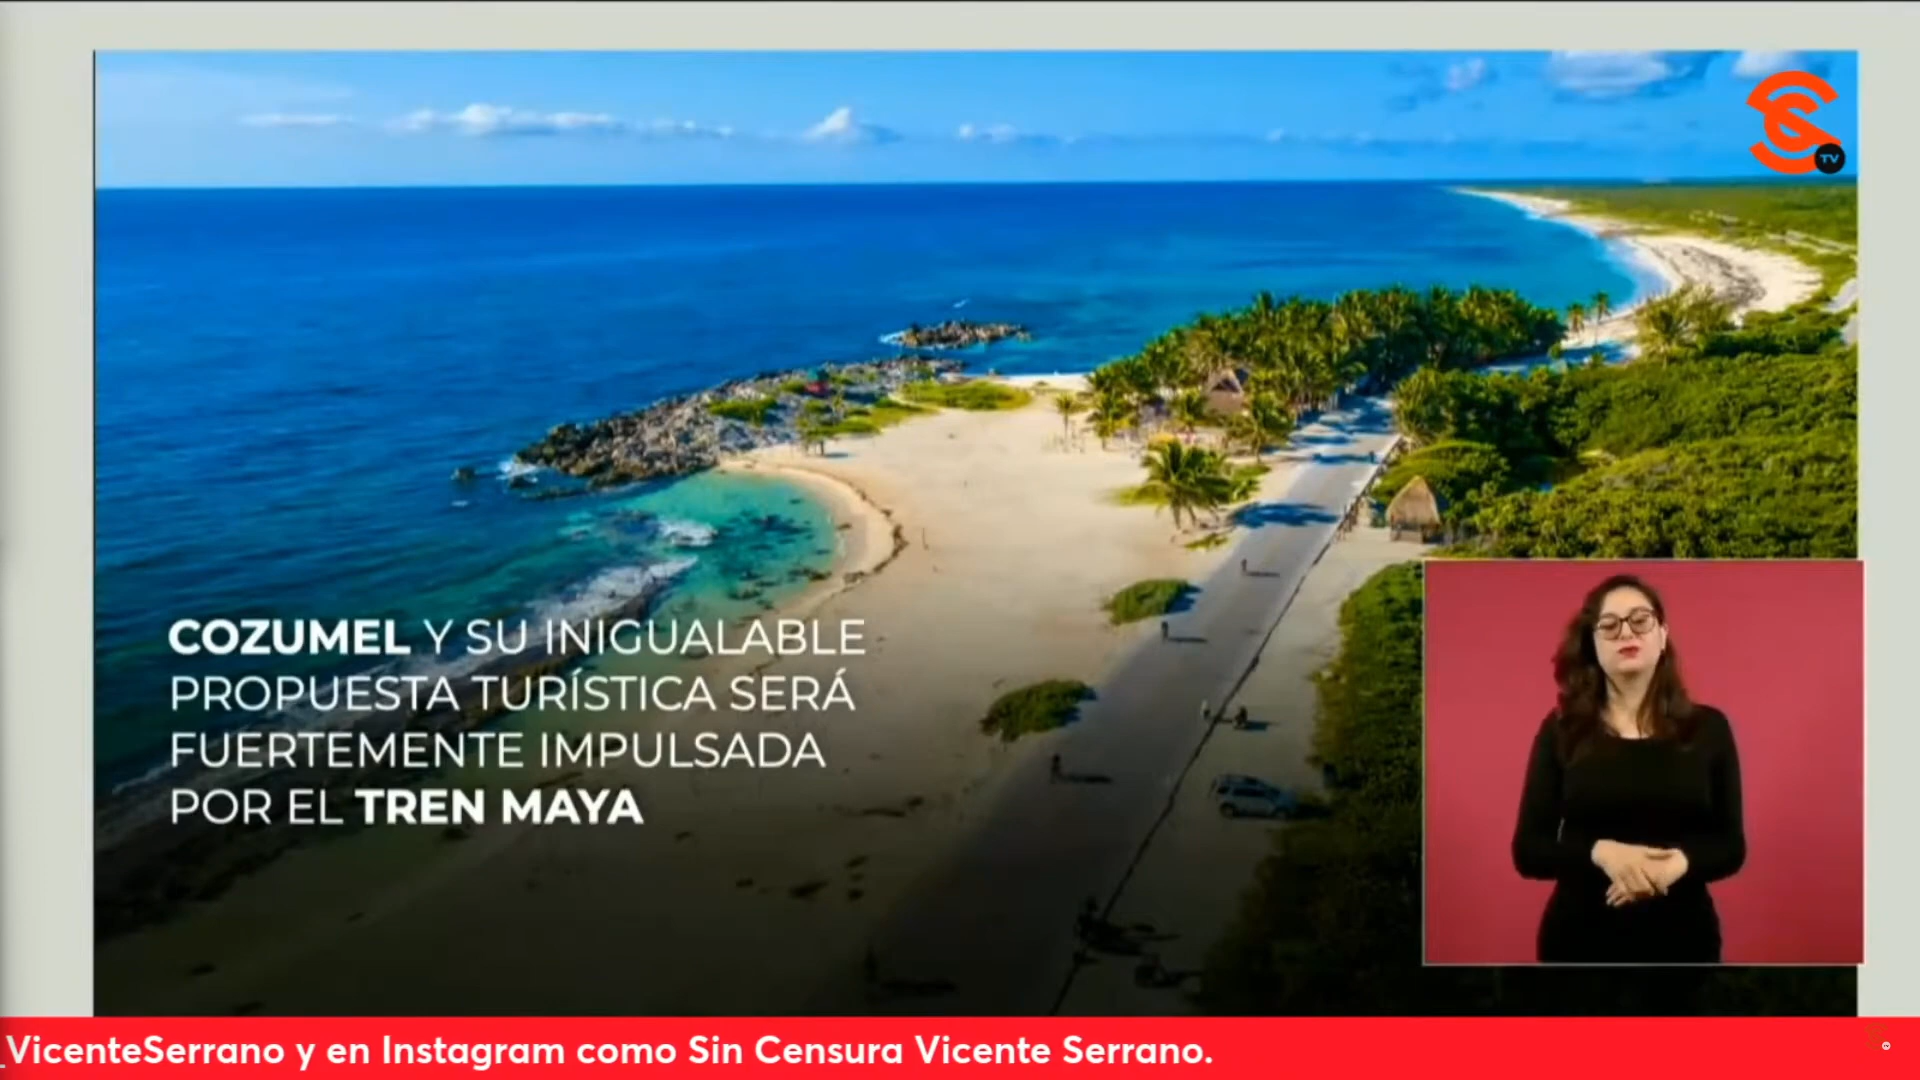 TV
COZUMEL Y SU INIGUALABLE
PROPUESTA TURÍSTICA SERÁ
FUERTEMENTE IMPULSADA
POR EL TREN MAYA
_VicenteSerrano y en Instagram como Sin Censura Vicente Serrano.